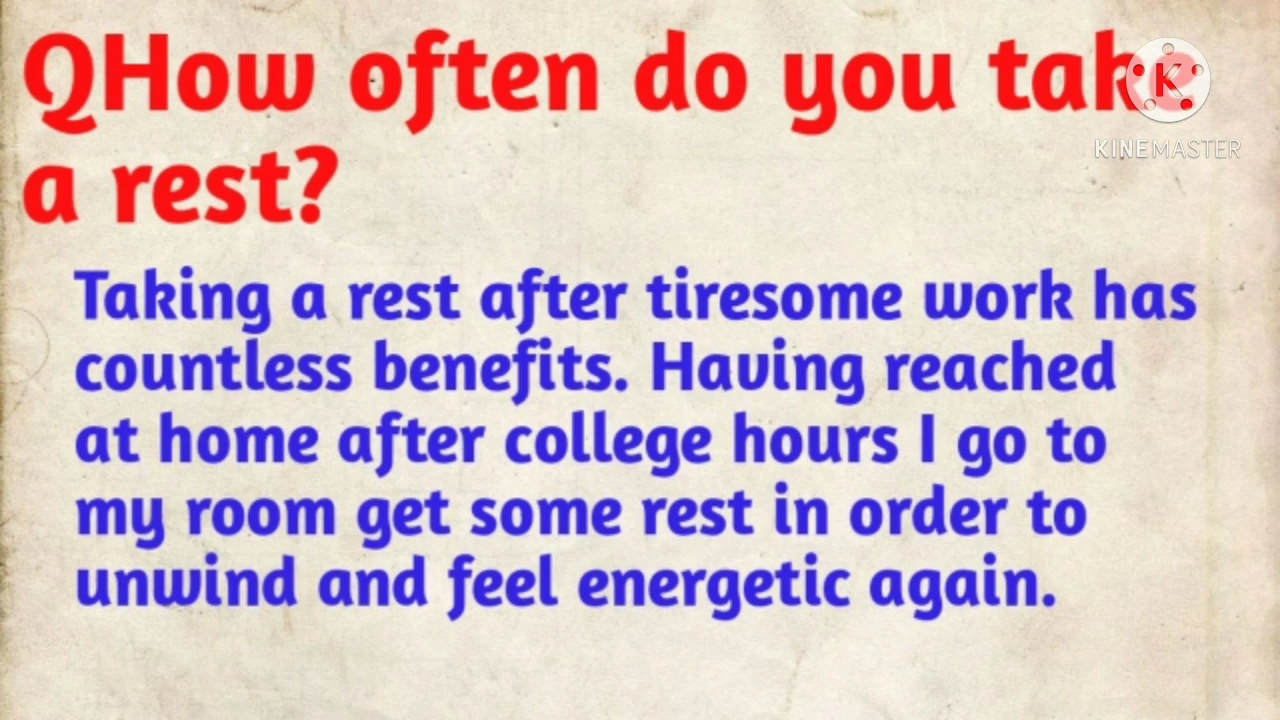 QHow often do you take
a rest?
Taking a rest after tiresome work has
countless benefits. Having reached
at home after college hours I go to
my room get some rest in order to
unwind and feel energetic again.
K
KINEMASTER